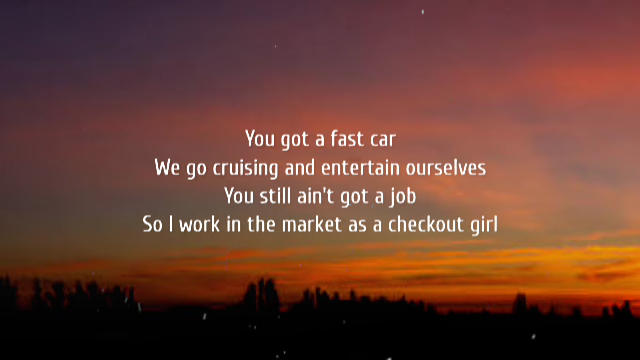 You got a fast car
We go cruising and entertain ourselves
You still ain't got a job
So I work in the market as a checkout girl